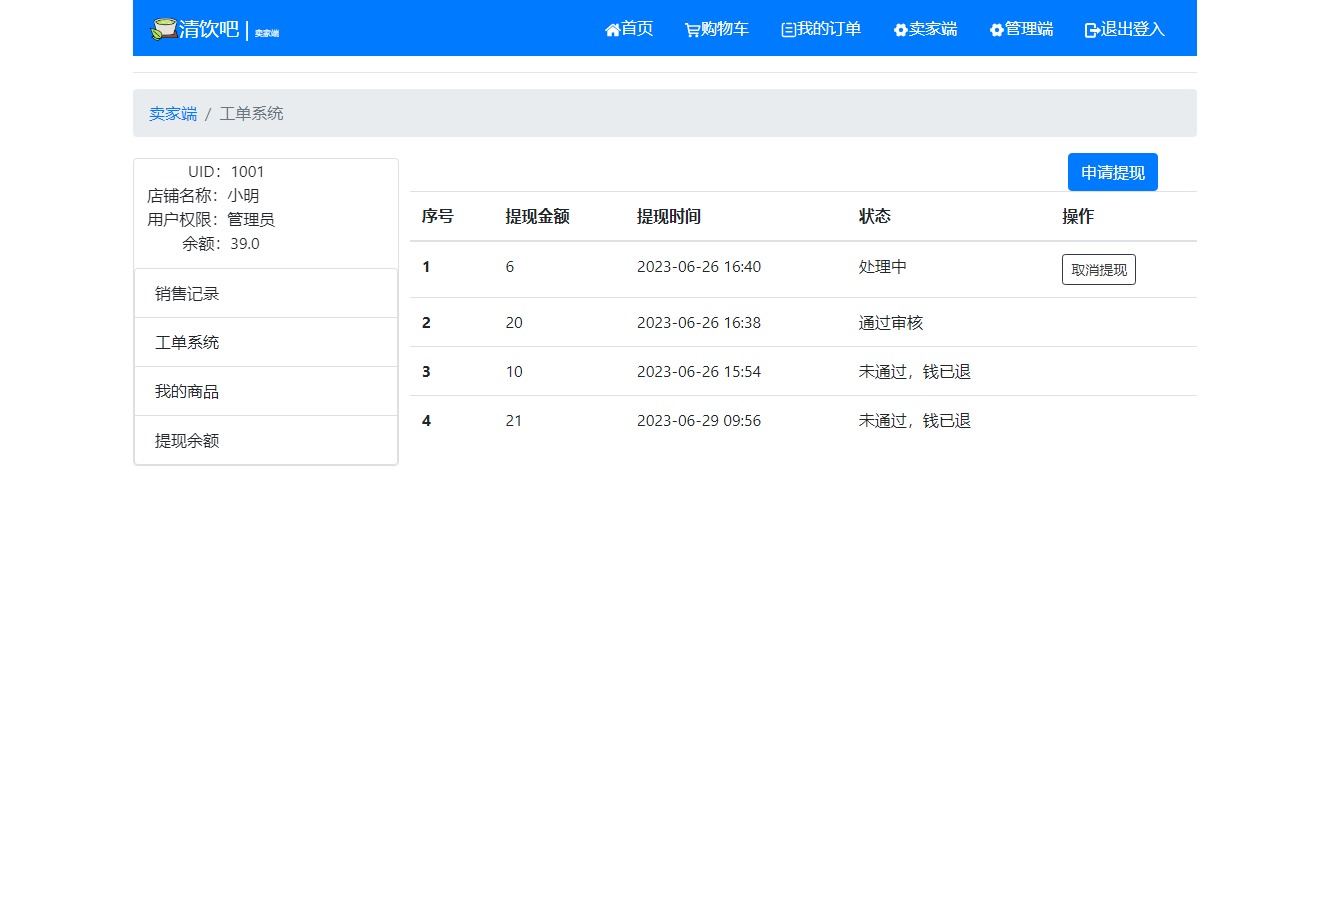 清饮吧 | 卖家端 首页 购物车 我的订单 卖家端 管理端 退出登入
卖家端 / 工单系统
UID：1001
店铺名称：小明
用户权限：管理员
余额：39.0
销售记录
工单系统
我的商品
提现余额
申请提现
序号 提现金额 提现时间 状态 操作
1 6 2023-06-26 16:40 处理中 取消提现
2 20 2023-06-26 16:38 通过审核
3 10 2023-06-26 15:54 未通过，钱已退
4 21 2023-06-29 09:56 未通过，钱已退